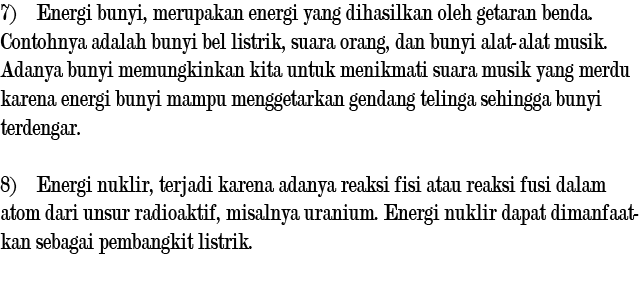 7) Energi bunyi, merupakan energi yang dihasilkan oleh getaran benda.
Contohnya adalah bunyi bel listrik, suara orang, dan bunyi alat-alat musik.
Adanya bunyi memungkinkan kita untuk menikmati suara musik yang merdu
karena energi bunyi mampu menggetarkan gendang telinga sehingga bunyi
terdengar.
8) Energi nuklir, terjadi karena adanya reaksi fisi atau reaksi fusi dalam
atom dari unsur radioaktif, misalnya uranium. Energi nuklir dapat dimanfaat-
kan sebagai pembangkit listrik.